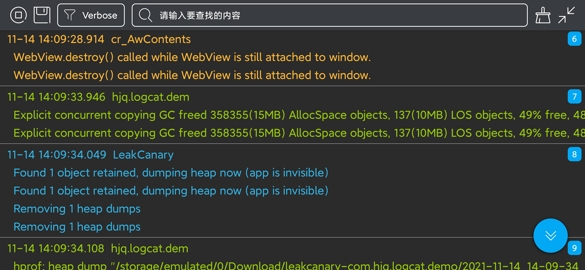 Verbose
请输入要查找的内容
11-14 14:09:28.914 cr_AwContents
6
WebView.destroy() called while WebView is still attached to window.
WebView.destroy() called while WebView is still attached to window.
11-14 14:09:33.946 hjq.logcat.dem
7
Explicit concurrent copying GC freed 358355(15MB) AllocSpace objects, 137(10MB) LOS objects, 49% free, 48
Explicit concurrent copying GC freed 358355(15MB) AllocSpace objects, 137(10MB) LOS objects, 49% free, 48
11-14 14:09:34.049 LeakCanary
8
Found 1 object retained, dumping heap now (app is invisible)
Found 1 object retained, dumping heap now (app is invisible)
Removing 1 heap dumps
Removing 1 heap dumps
11-14 14:09:34.108 hjq.logcat.dem
9
hprof: heap dump "/storage/emulated/0/Download/leakcanary-com.hjq.logcat.demo/2021-11-14_14-09-34